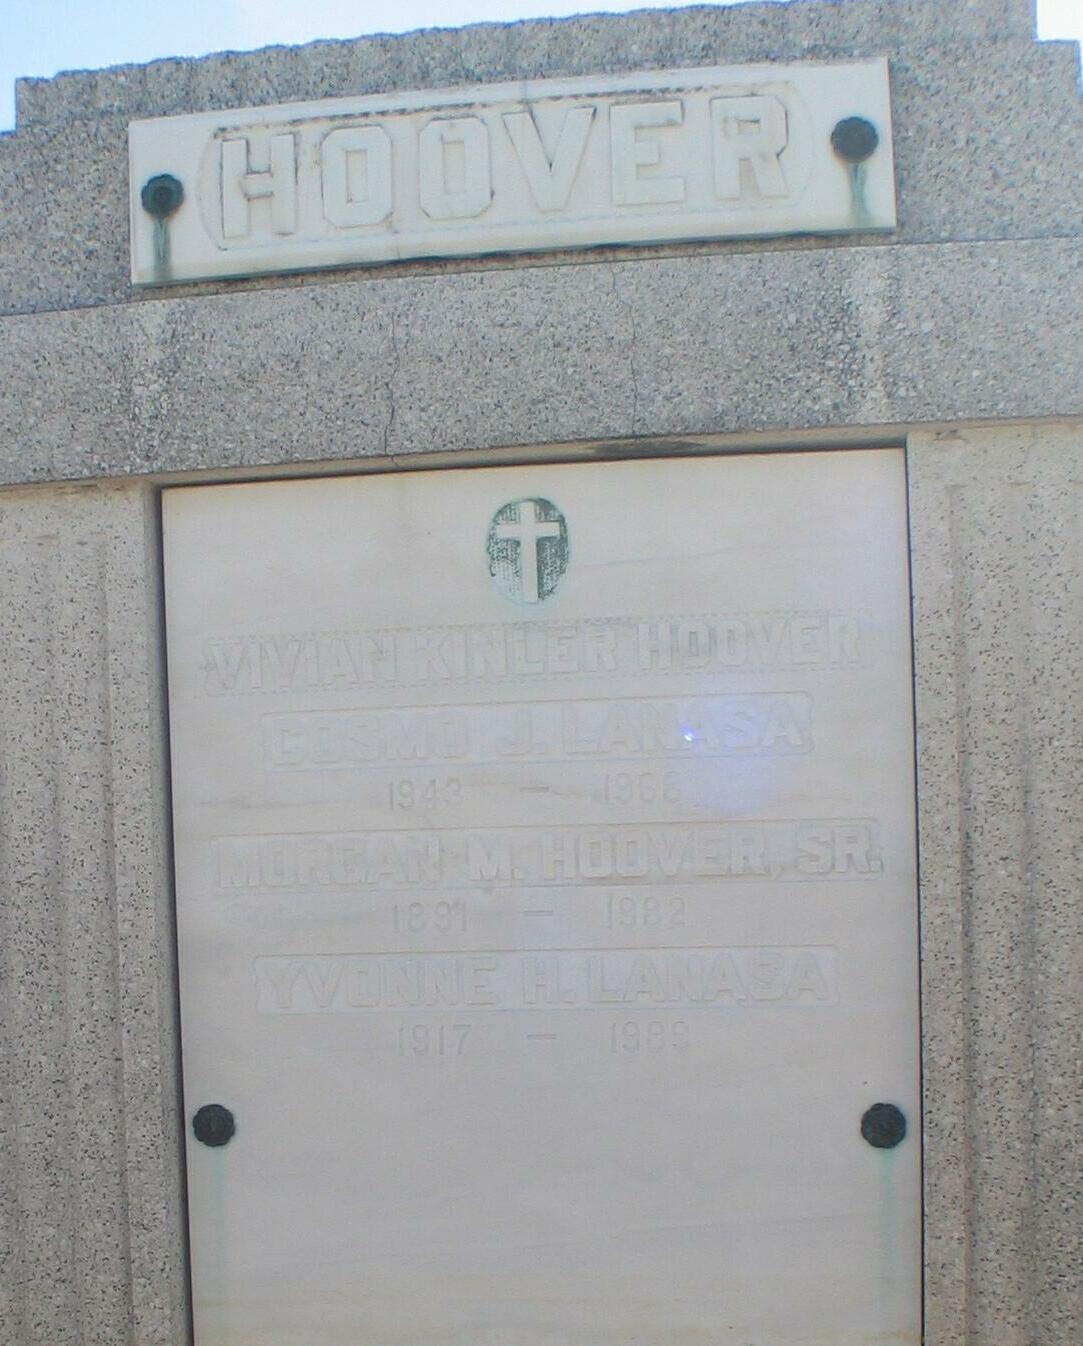 HOOVER
VIVIAN KINLER HOOVER
COSMO J. LANASA
1943 — 1966
MORGAN M. HOOVER, SR.
1891 — 1982
YVONNE H. LANASA
1917 — 1989